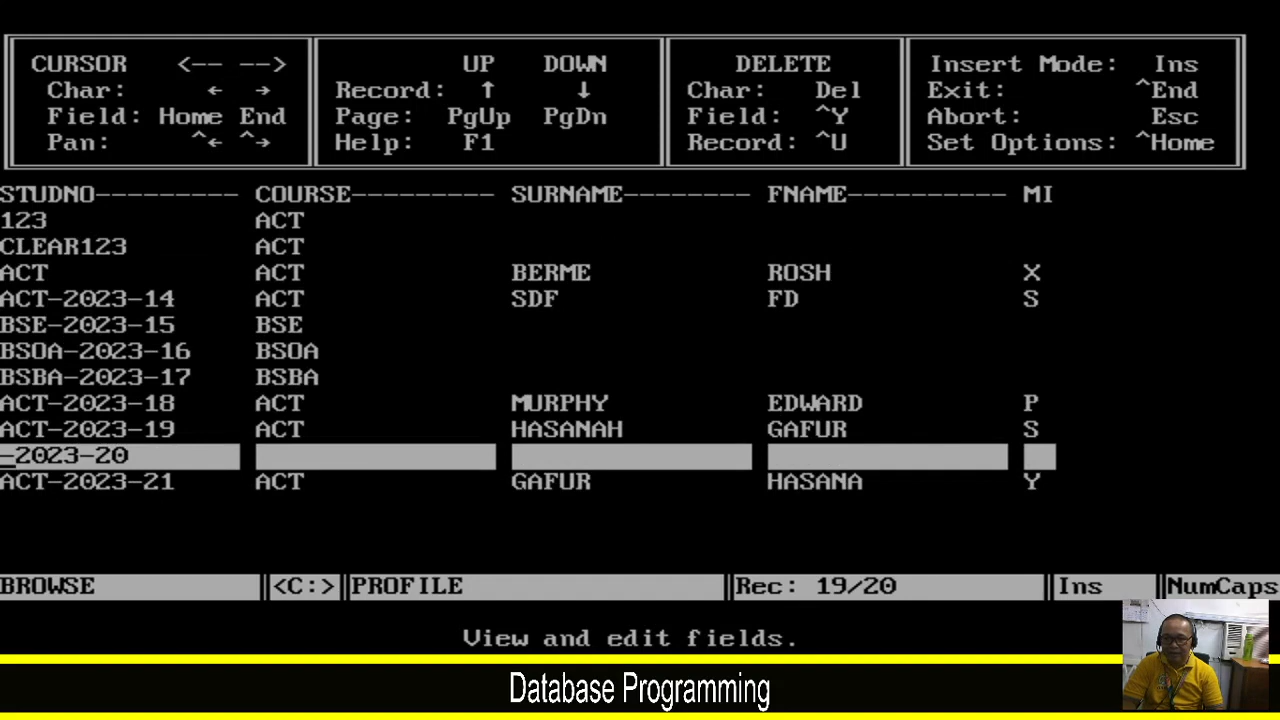 CURSOR <-- --> UP DOWN DELETE Insert Mode: Ins
Char: ← → Record: ↑ ↓ Char: Del Exit: ^End
Field: Home End Page: PgUp PgDn Field: ^Y Abort: Esc
Pan: ^← ^→ Help: F1 Record: ^U Set Options: ^Home
STUDNO--------- COURSE--------- SURNAME-------- FNAME---------- MI
123 ACT
CLEAR123 ACT
ACT ACT BERME ROSH X
ACT-2023-14 ACT SDF FD S
BSE-2023-15 BSE
BSOA-2023-16 BSOA
BSBA-2023-17 BSBA
ACT-2023-18 ACT MURPHY EDWARD P
ACT-2023-19 ACT HASANAH GAFUR S
-2023-20
ACT-2023-21 ACT GAFUR HASANA Y
BROWSE <C:> PROFILE Rec: 19/20 Ins NumCaps
View and edit fields.
Database Programming